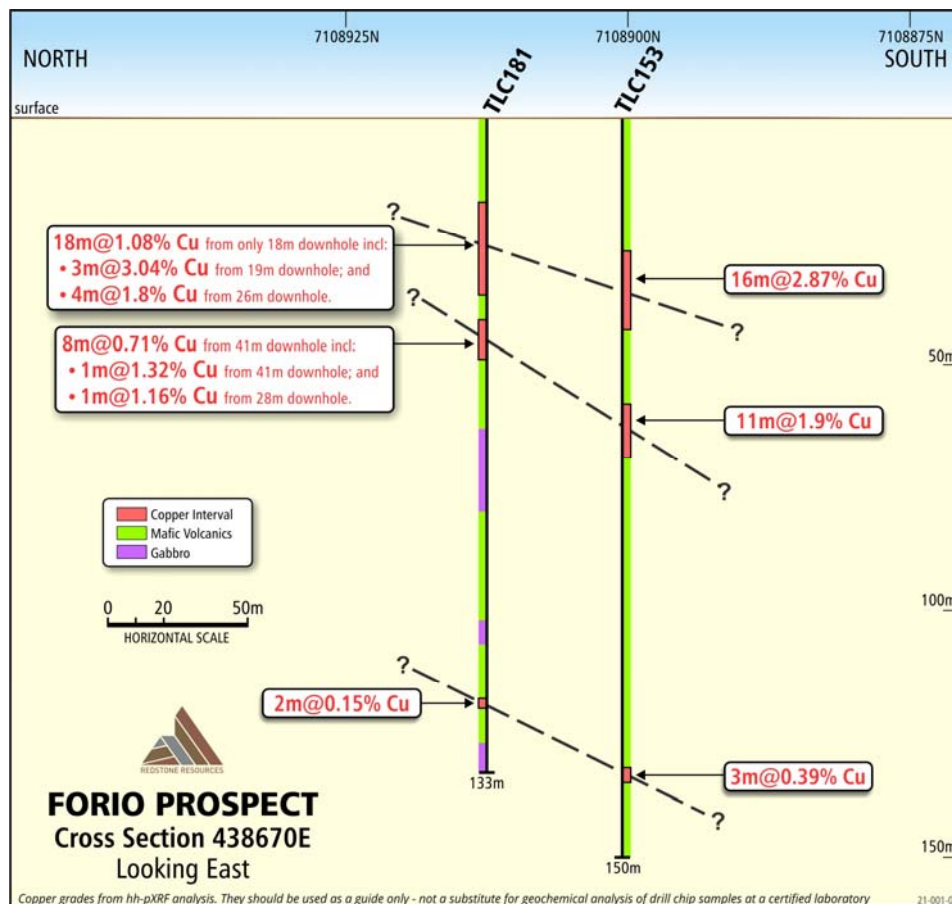 7108925N
7108900N
7108875N
NORTH
SOUTH
TLC181
TLC153
surface
?
18m@1.08% Cu from only 18m downhole incl:
• 3m@3.04% Cu from 19m downhole; and
• 4m@1.8% Cu from 26m downhole.
16m@2.87% Cu
?
?
8m@0.71% Cu from 41m downhole incl:
• 1m@1.32% Cu from 41m downhole; and
• 1m@1.16% Cu from 28m downhole.
50m
11m@1.9% Cu
?
Copper Interval
Mafic Volcanics
Gabbro
0 20 50m
HORIZONTAL SCALE
100m
?
2m@0.15% Cu
3m@0.39% Cu
?
133m
150m
150m
REDSTONE RESOURCES
FORIO PROSPECT
Cross Section 438670E
Looking East
Copper grades from hh-pXRF analysis. They should be used as a guide only - not a substitute for geochemical analysis of drill chip samples at a certified laboratory